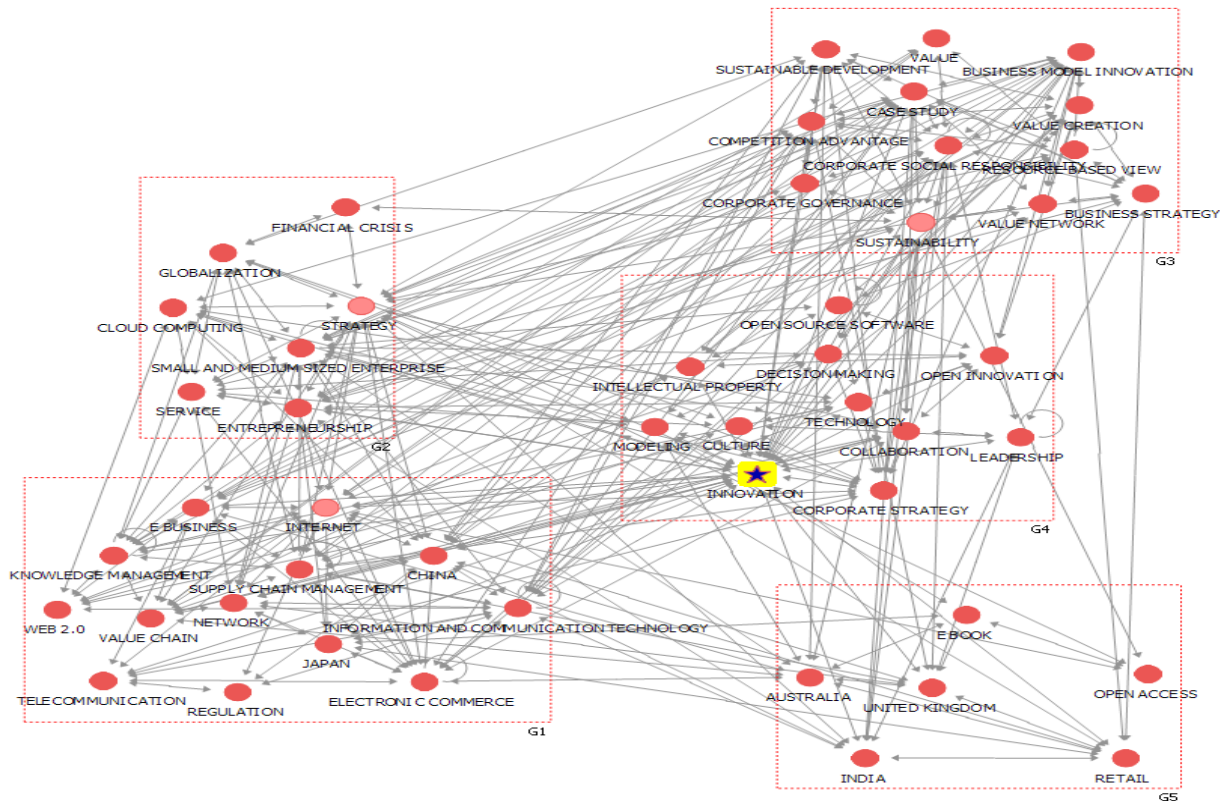 VALUE
SUSTAINABLE DEVELOPMENT
BUSINESS MODEL INNOVATION
CASE STUDY
VALUE CREATION
COMPETITION ADVANTAGE
CORPORATE SOCIAL RESPONSIBILITY
RESOURCE BASED VIEW
CORPORATE GOVERNANCE
BUSINESS STRATEGY
VALUE NETWORK
SUSTAINABILITY
G3
FINANCIAL CRISIS
GLOBALIZATION
CLOUD COMPUTING
STRATEGY
SMALL AND MEDIUM SIZED ENTERPRISE
SERVICE
ENTREPRENEURSHIP
G2
OPEN SOURCE SOFTWARE
DECISION MAKING
INTELLECTUAL PROPERTY
OPEN INNOVATION
TECHNOLOGY
MODELING
CULTURE
COLLABORATION
LEADERSHIP
INNOVATION
CORPORATE STRATEGY
G4
E BUSINESS
INTERNET
KNOWLEDGE MANAGEMENT
CHINA
SUPPLY CHAIN MANAGEMENT
WEB 2.0
VALUE CHAIN
NETWORK
INFORMATION AND COMMUNICATION TECHNOLOGY
JAPAN
TELECOMMUNICATION
REGULATION
ELECTRONIC COMMERCE
G1
E BOOK
AUSTRALIA
UNITED KINGDOM
OPEN ACCESS
INDIA
RETAIL
G5